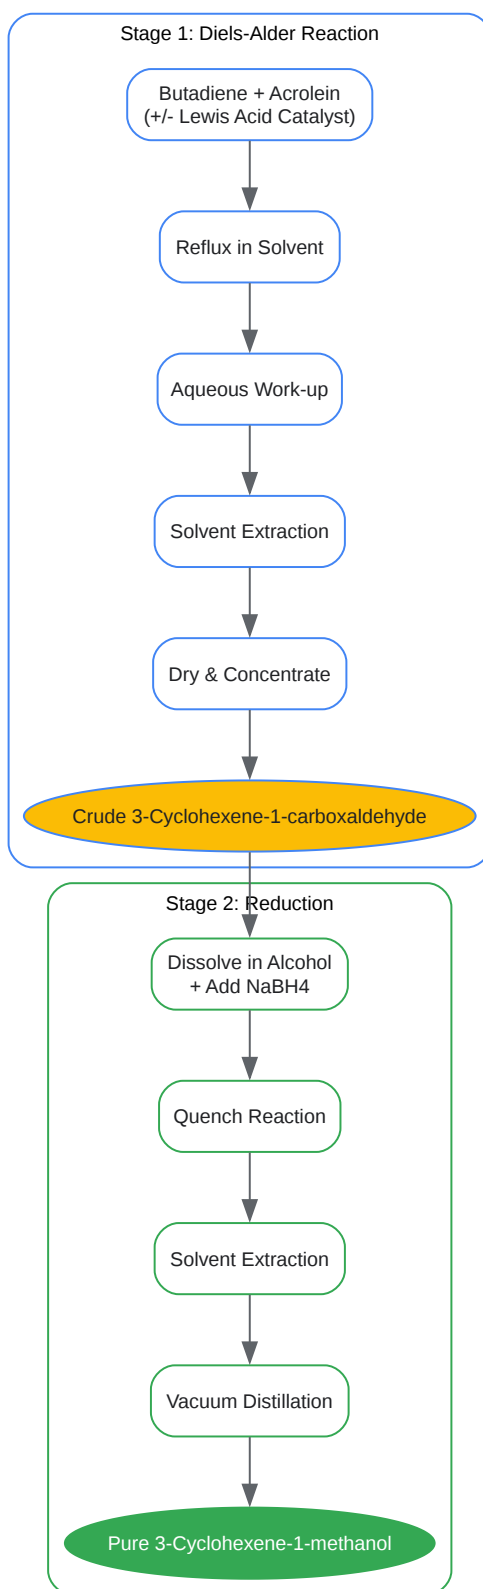 Stage 1: Diels-Alder Reaction
Butadiene + Acrolein
(+/- Lewis Acid Catalyst)
Reflux in Solvent
Aqueous Work-up
Solvent Extraction
Dry & Concentrate
Crude 3-Cyclohexene-1-carboxaldehyde
Stage 2: Reduction
Dissolve in Alcohol
+ Add NaBH4
Quench Reaction
Solvent Extraction
Vacuum Distillation
Pure 3-Cyclohexene-1-methanol